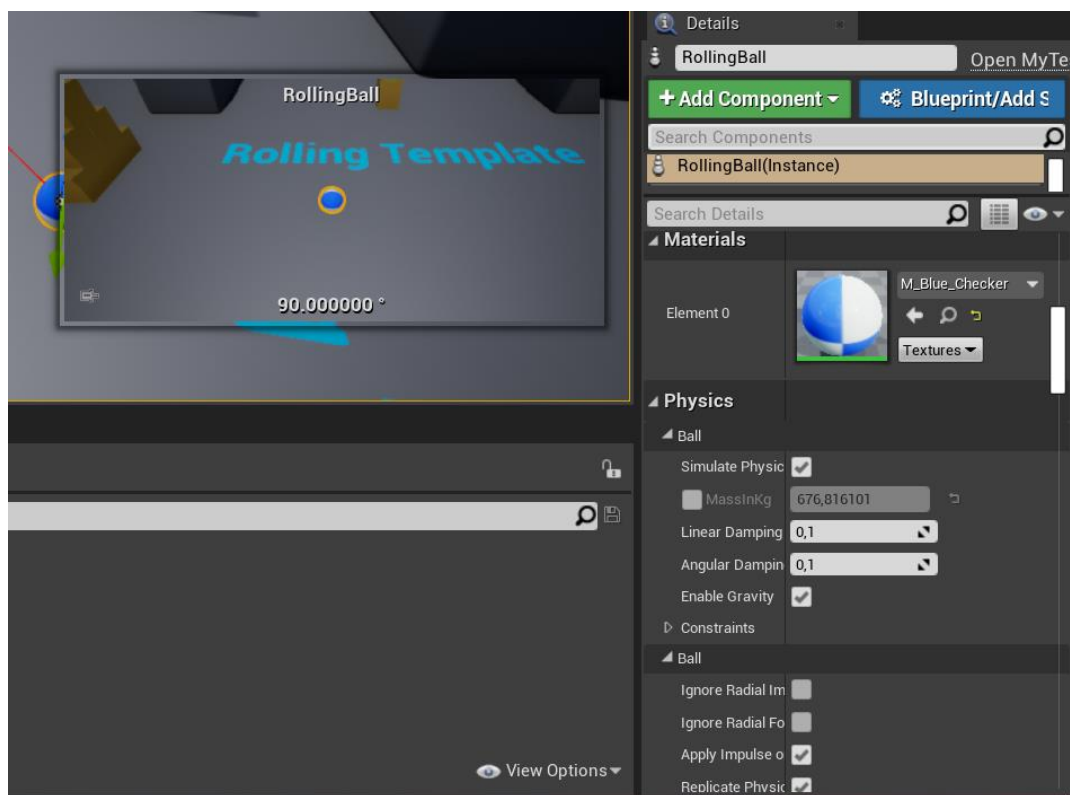 RollingBall
Rolling Template
90.000000 °
View Options
Details
RollingBall
Open MyTe
+ Add Component
Blueprint/Add S
Search Components
RollingBall(Instance)
Search Details
Materials
Element 0
M_Blue_Checker
Textures
Physics
Ball
Simulate Physic
MassInKg 676,816101
Linear Damping 0,1
Angular Dampin 0,1
Enable Gravity
Constraints
Ball
Ignore Radial Im
Ignore Radial Fo
Apply Impulse o
Replicate Physic